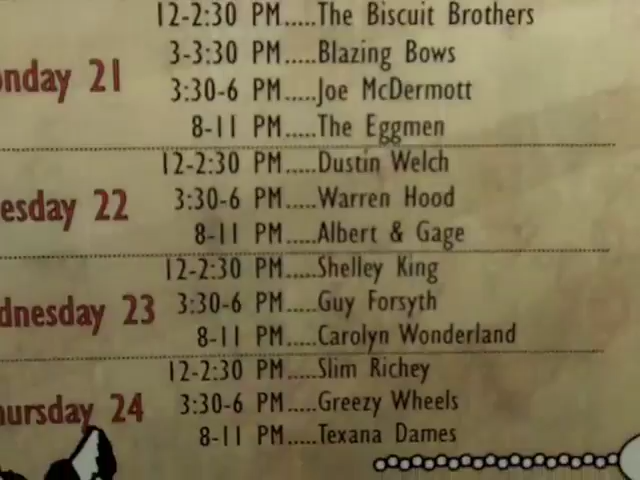 12-2:30 PM.....The Biscuit Brothers
onday 21 3-3:30 PM.....Blazing Bows
3:30-6 PM.....Joe McDermott
8-11 PM.....The Eggmen
12-2:30 PM.....Dustin Welch
esday 22 3:30-6 PM.....Warren Hood
8-11 PM.....Albert & Gage
12-2:30 PM.....Shelley King
dnesday 23 3:30-6 PM.....Guy Forsyth
8-11 PM.....Carolyn Wonderland
12-2:30 PM.....Slim Richey
hursday 24 3:30-6 PM.....Greezy Wheels
8-11 PM.....Texana Dames